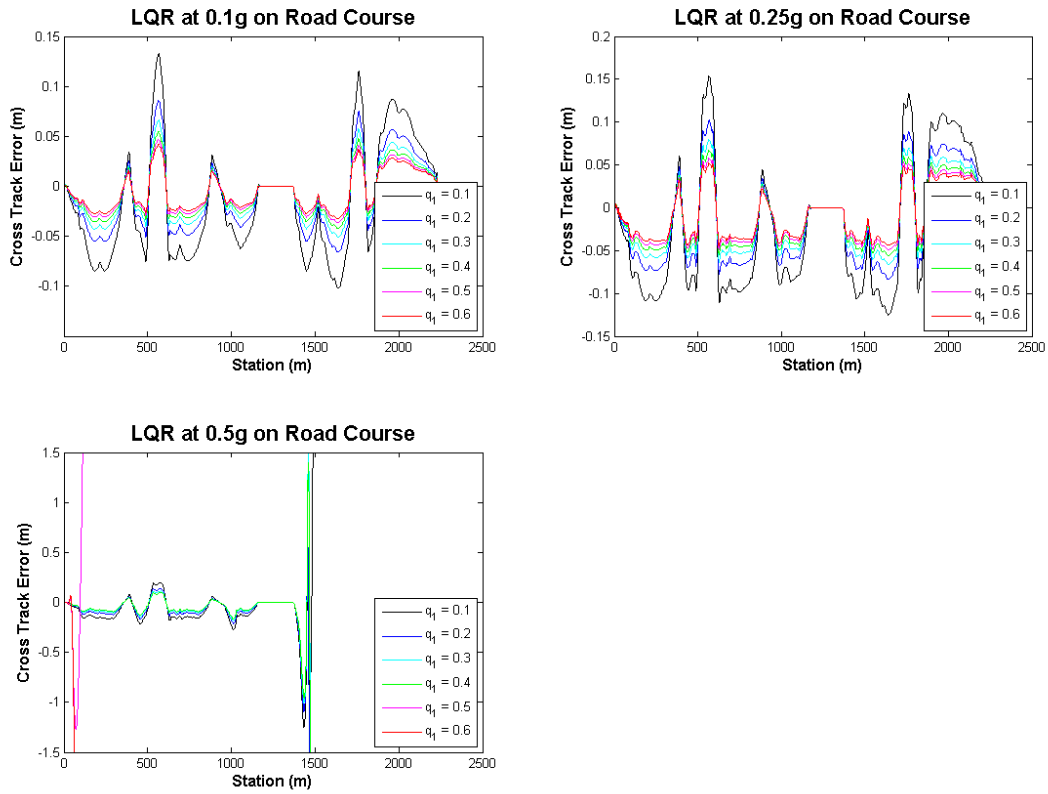 LQR at 0.1g on Road Course
Cross Track Error (m)
0.15
0.1
0.05
0
-0.05
-0.1
0 500 1000 1500 2000 2500
Station (m)
q1 = 0.1
q1 = 0.2
q1 = 0.3
q1 = 0.4
q1 = 0.5
q1 = 0.6
LQR at 0.25g on Road Course
Cross Track Error (m)
0.2
0.15
0.1
0.05
0
-0.05
-0.1
0.15
0 500 1000 1500 2000 2500
Station (m)
q1 = 0.1
q1 = 0.2
q1 = 0.3
q1 = 0.4
q1 = 0.5
q1 = 0.6
LQR at 0.5g on Road Course
Cross Track Error (m)
1.5
1
0.5
0
-0.5
-1
-1.5
0 500 1000 1500 2000 2500
Station (m)
q1 = 0.1
q1 = 0.2
q1 = 0.3
q1 = 0.4
q1 = 0.5
q1 = 0.6